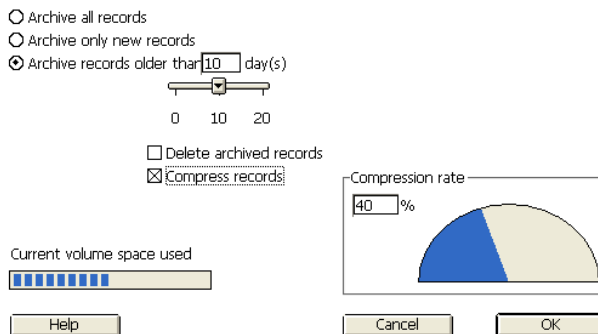 Archive all records
Archive only new records
Archive records older than 10 day(s)
0 10 20
Delete archived records
Compress records
Compression rate
40 %
Current volume space used
Help Cancel OK